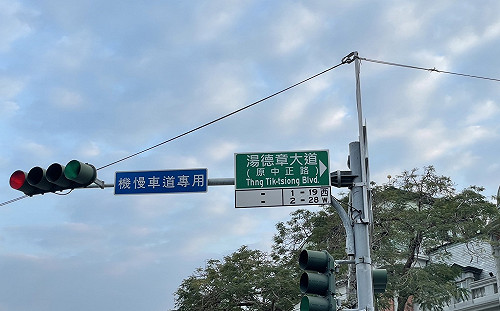 機慢車道專用
湯德章大道
(原中正路)
Thng Tik-tsiong Blvd.
－ 1－19 西
－ 2－28 W